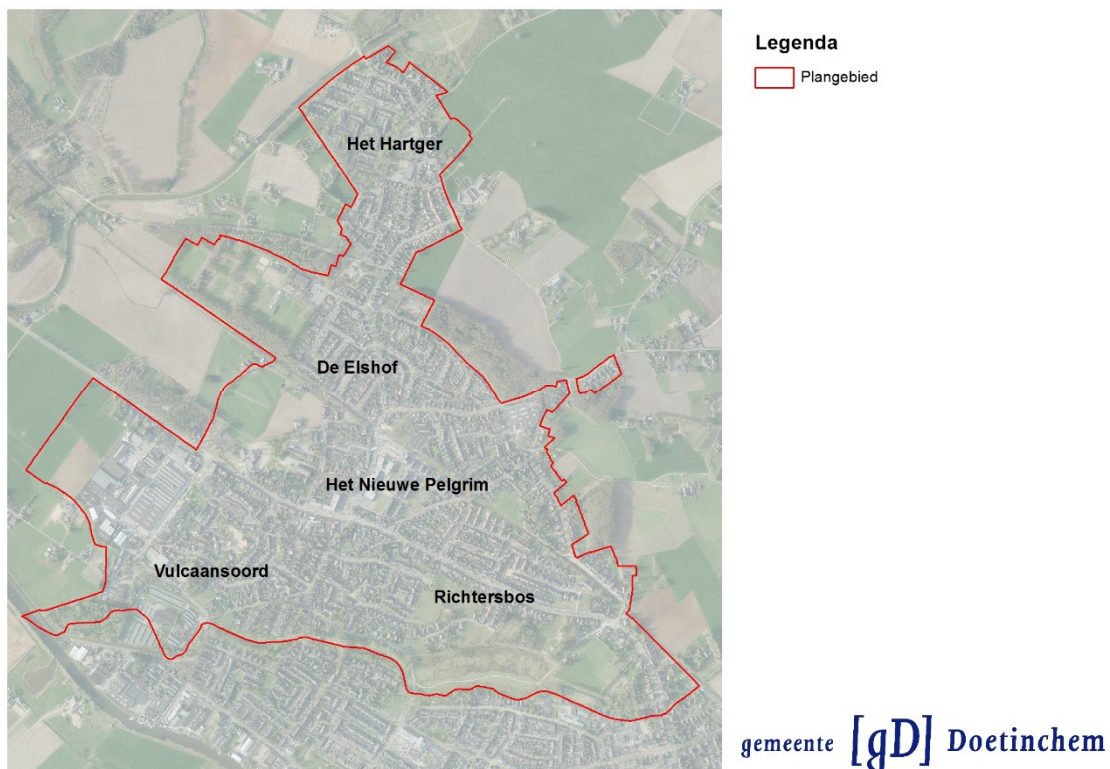 Legenda
Plangebied
Het Hartger
De Elshof
Het Nieuwe Pelgrim
Vulcaansoord
Richtersbos
gemeente [gD] Doetinchem